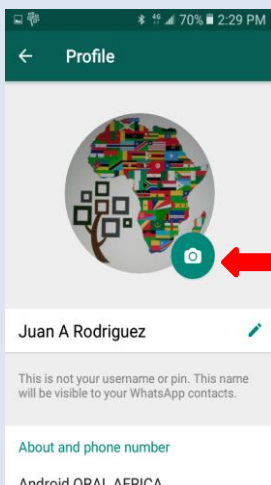 4G 70% 2:29 PM
Profile
Juan A Rodriguez
This is not your username or pin. This name
will be visible to your WhatsApp contacts.
About and phone number
Android ORAL AFRICA